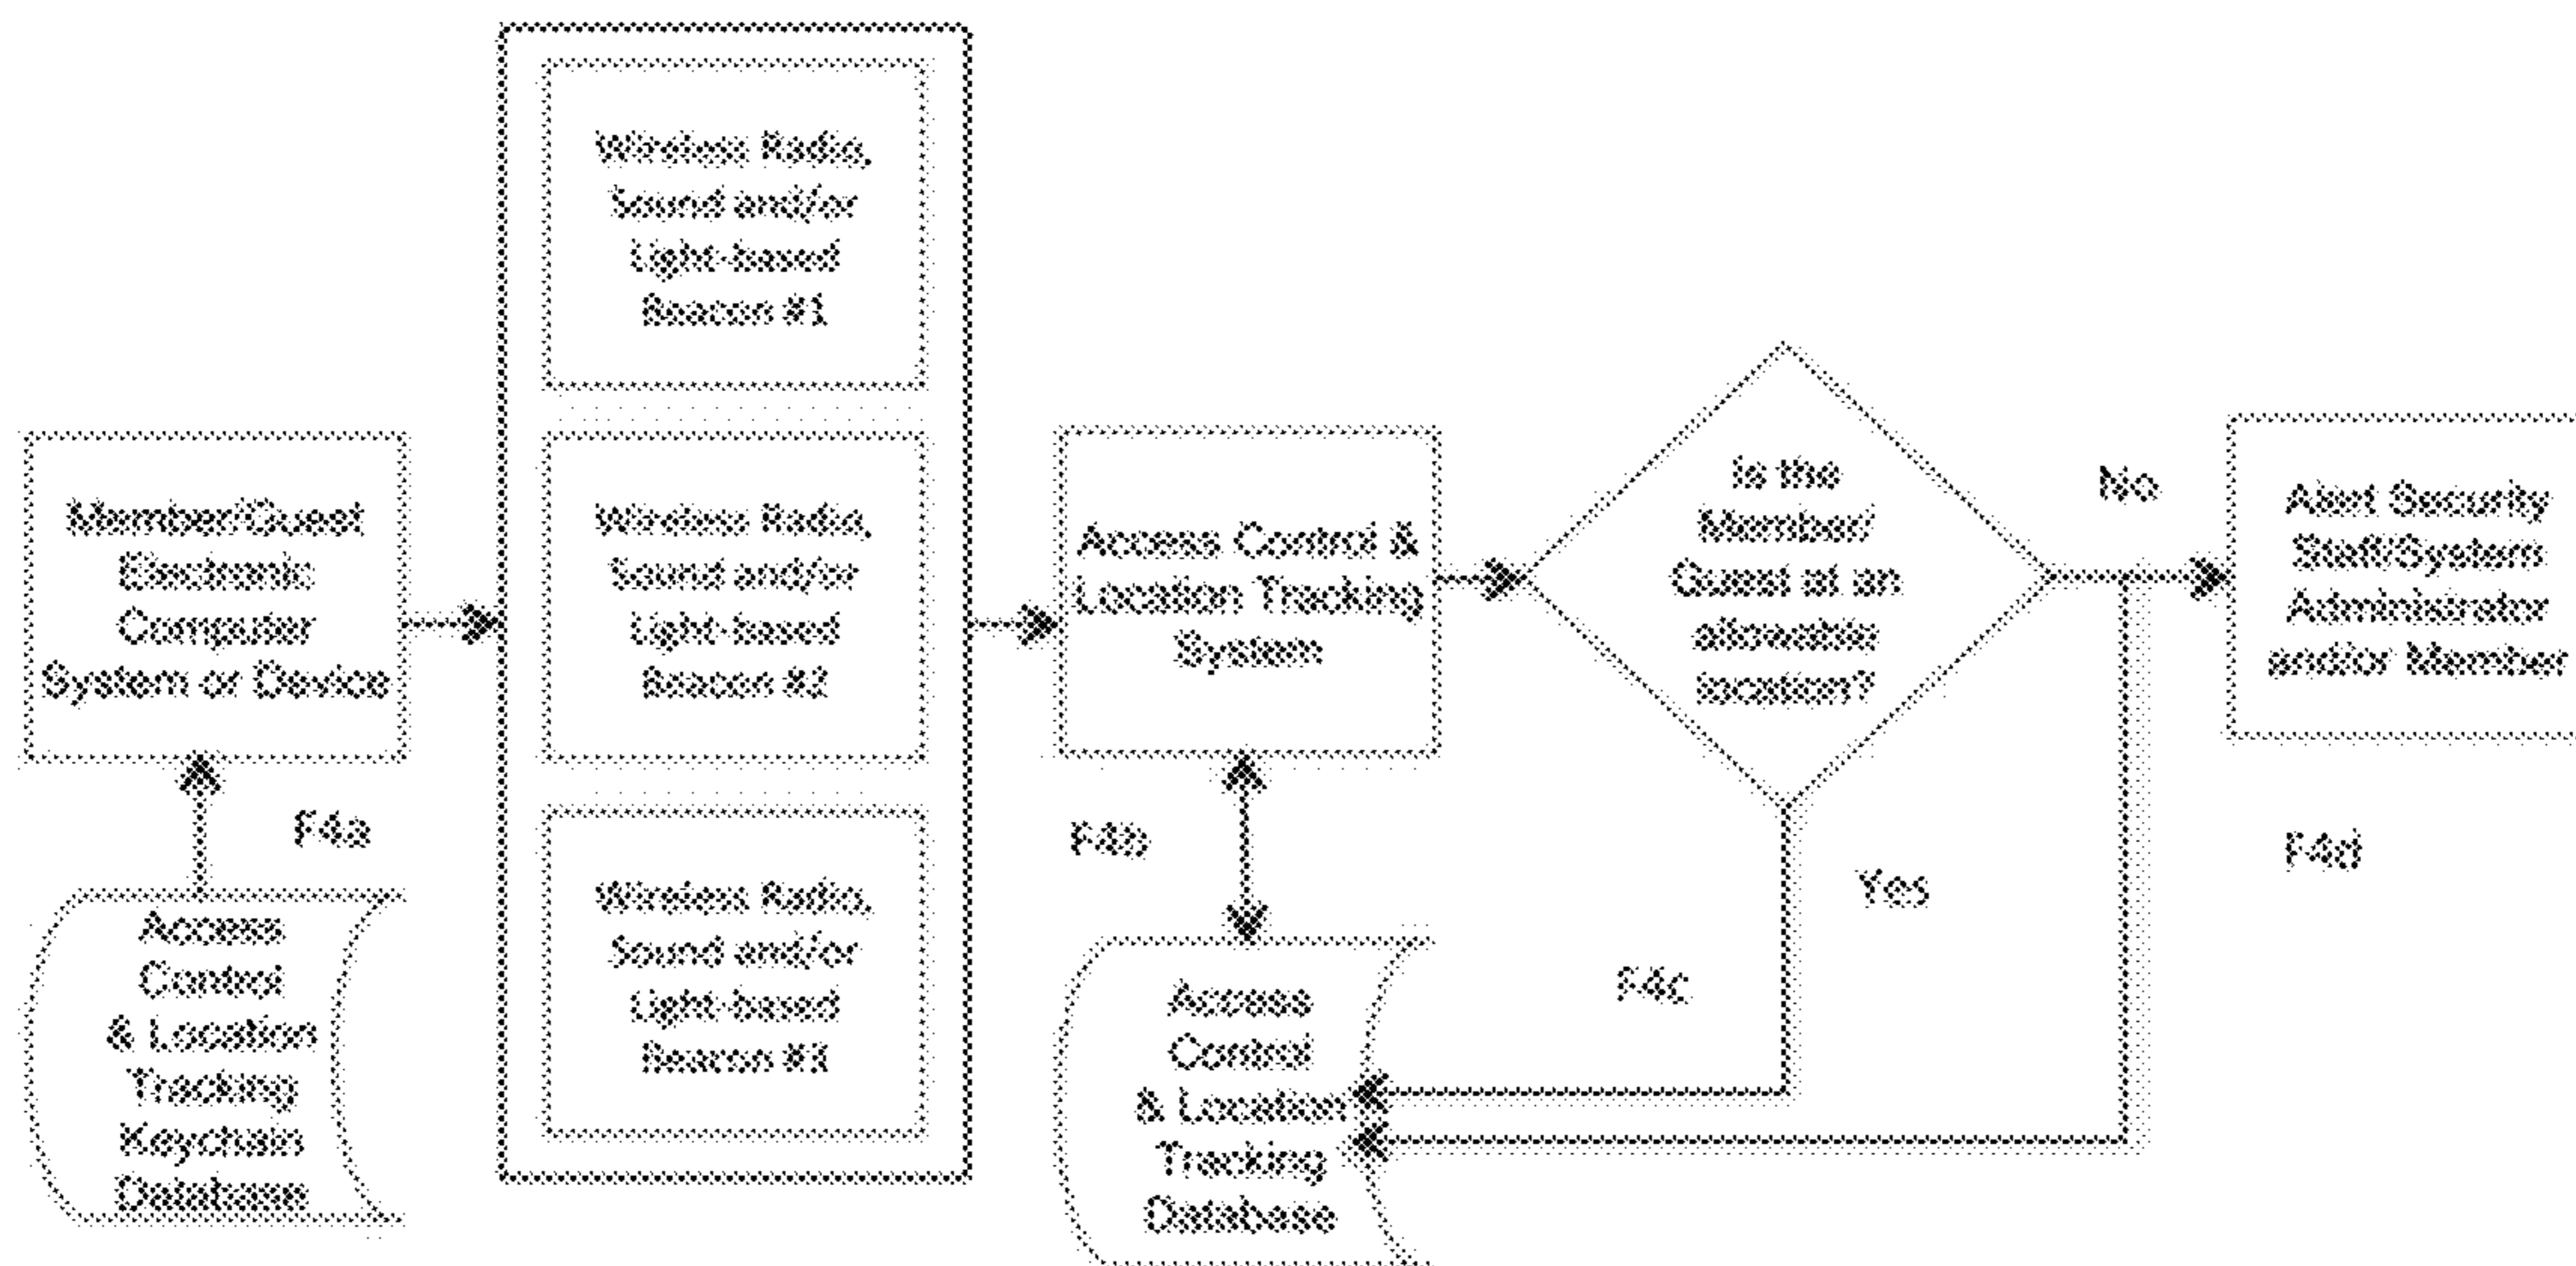 Member/Guest
Electronic
Computer
System or Device
F4a
Access
Control
& Location
Tracking
Keychain
Database
Wireless Radio,
Sound and/or
Light-based
Beacon #1
Wireless Radio,
Sound and/or
Light-based
Beacon #2
Wireless Radio,
Sound and/or
Light-based
Beacon #3
Access Control &
Location Tracking
System
F4b
Access
Control
& Location
Tracking
Database
Is the
Member/
Guest at an
allowable
location?
Yes
F4c
No
Alert Security
Staff/System
Administrator
and/or Member
F4d